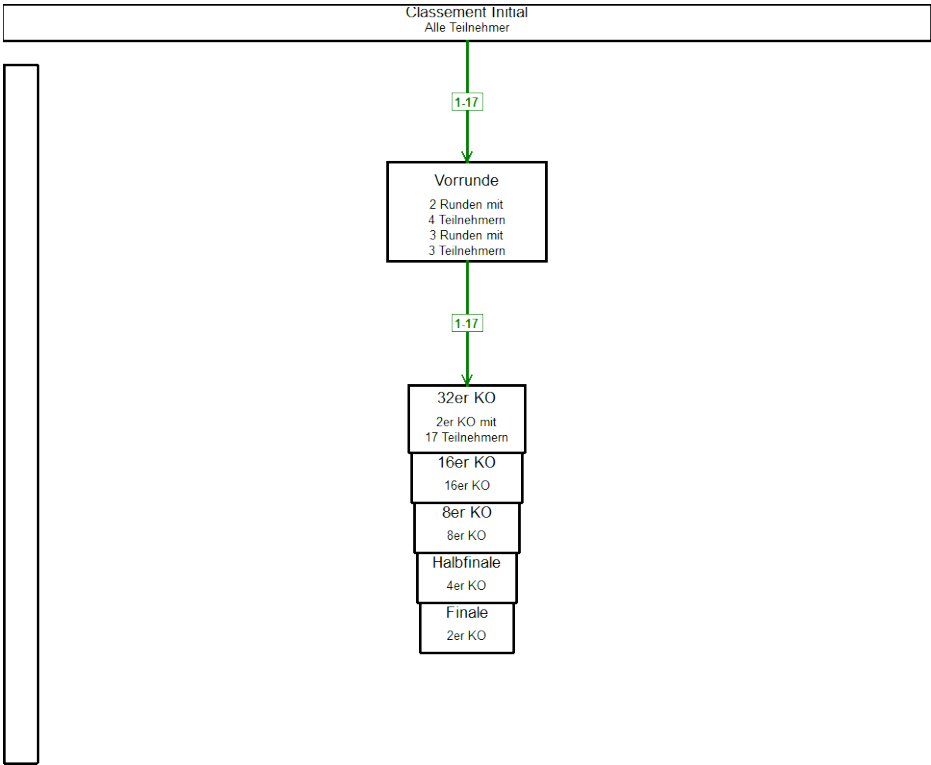 Classement Initial
Alle Teilnehmer
1-17
Vorrunde
2 Runden mit
4 Teilnehmern
3 Runden mit
3 Teilnehmern
1-17
32er KO
2er KO mit
17 Teilnehmern
16er KO
16er KO
8er KO
8er KO
Halbfinale
4er KO
Finale
2er KO